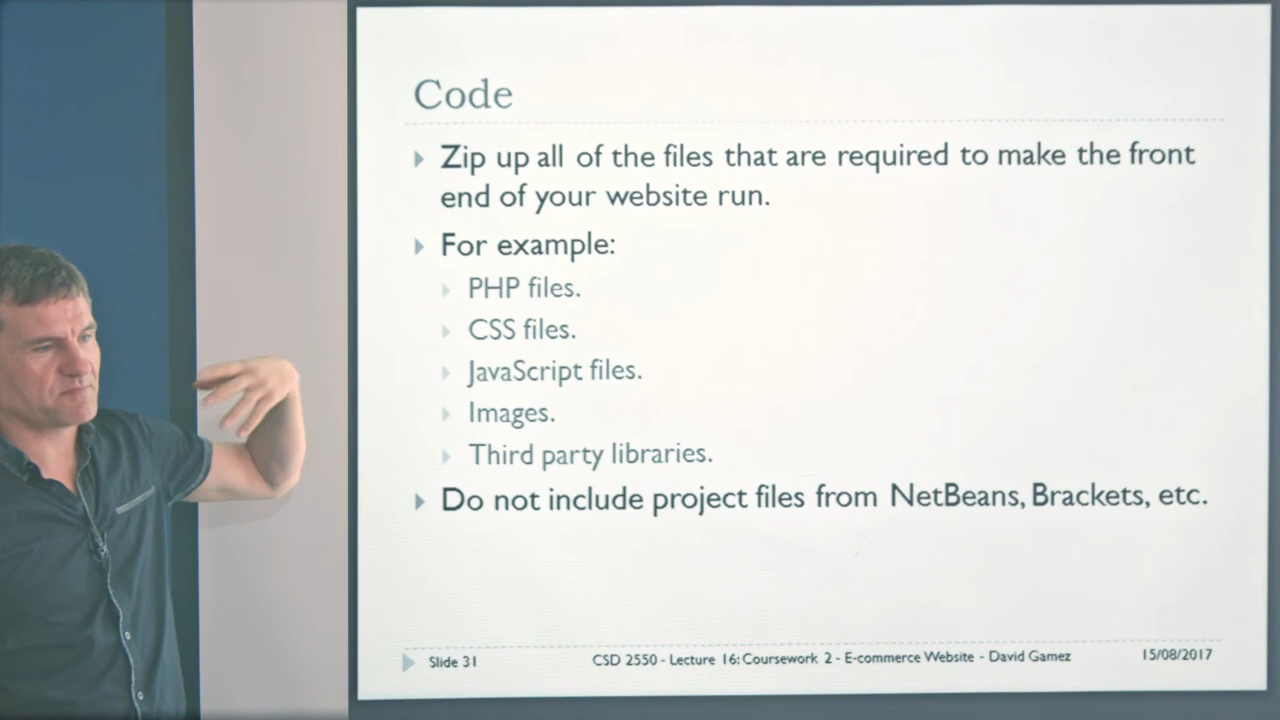 Code
Zip up all of the files that are required to make the front
end of your website run.
For example:
PHP files.
CSS files.
JavaScript files.
Images.
Third party libraries.
Do not include project files from NetBeans, Brackets, etc.
Slide 31 CSD 2550 - Lecture 16: Coursework 2 - E-commerce Website - David Gamez 15/08/2017